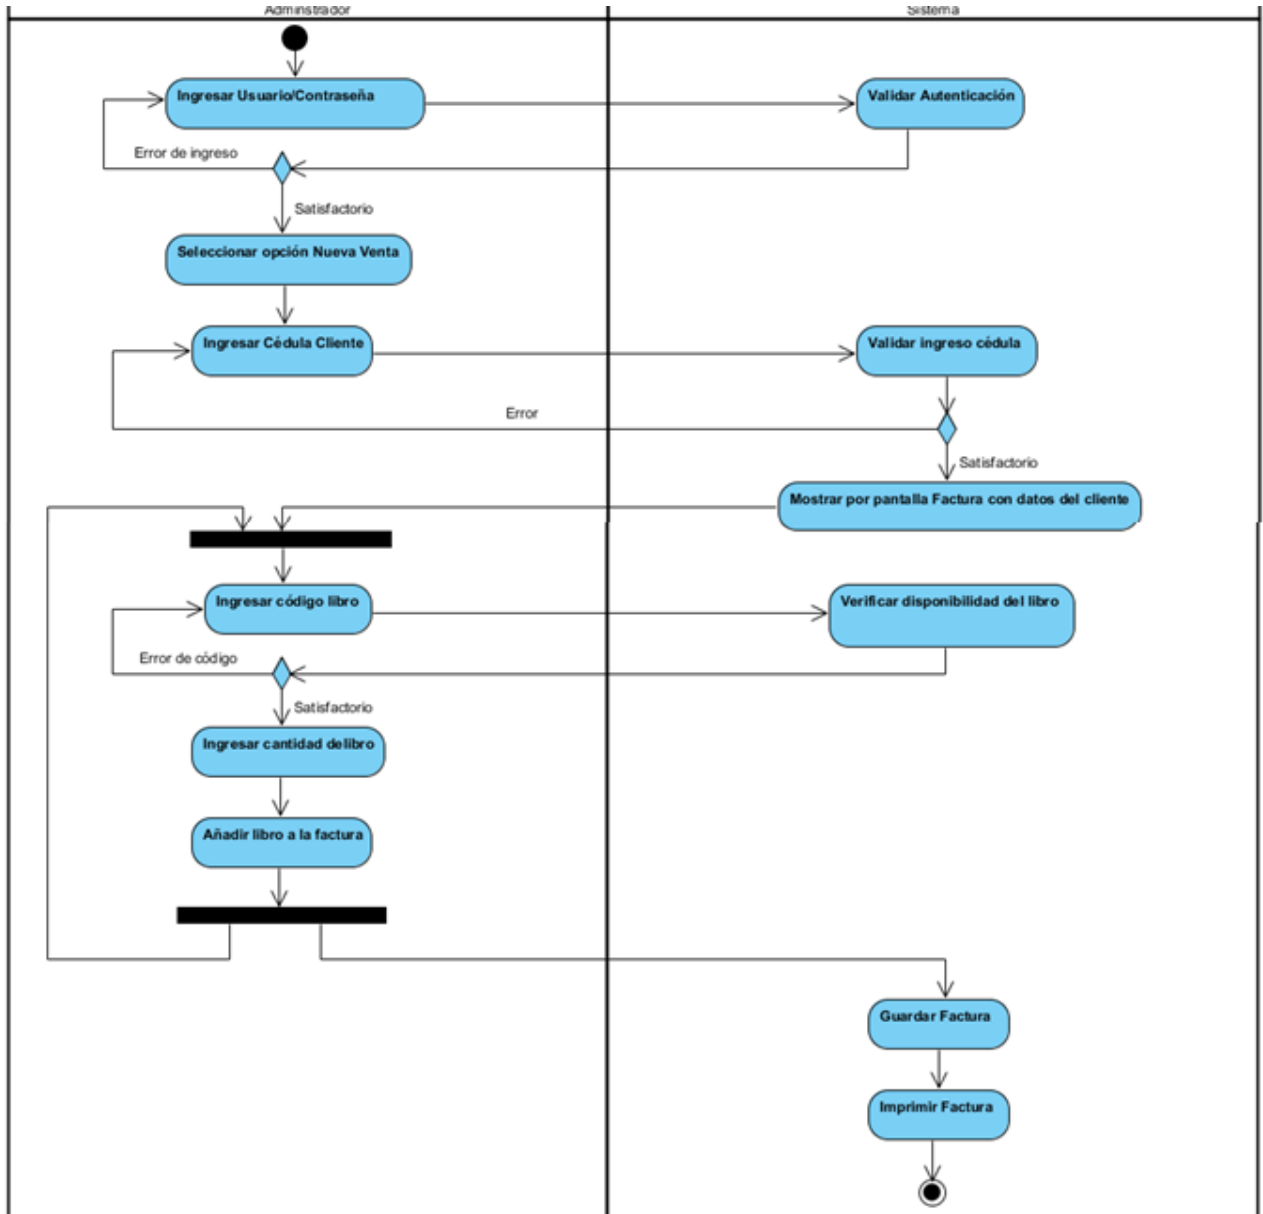 Adminstrador
Sistema
Ingresar Usuario/Contraseña
Validar Autenticación
Error de ingreso
Satisfactorio
Seleccionar opción Nueva Venta
Ingresar Cédula Cliente
Validar ingreso cédula
Error
Satisfactorio
Mostrar por pantalla Factura con datos del cliente
Ingresar código libro
Verificar disponibilidad del libro
Error de código
Satisfactorio
Ingresar cantidad delibro
Añadir libro a la factura
Guardar Factura
Imprimir Factura